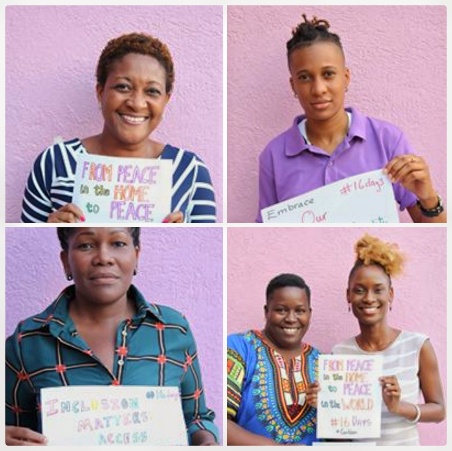 FROM PEACE
in the HOME
to PEACE
#16days
Embrace
Our
INCLUSION
MATTERS
ACCESS
FROM PEACE
in the HOME
to PEACE
in the WORLD
#16 DAYS